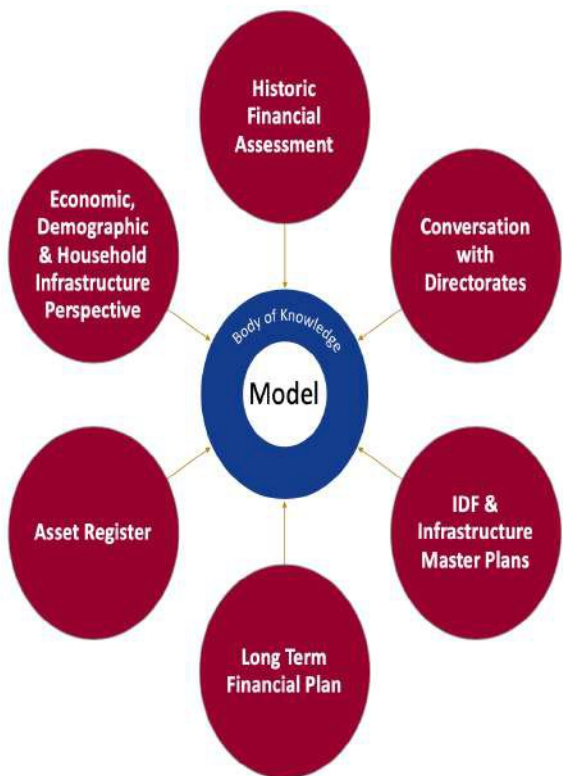 Historic
Financial
Assessment
Economic,
Demographic
& Household
Infrastructure
Perspective
Conversation
with
Directorates
Body of Knowledge
Model
Asset Register
IDF &
Infrastructure
Master Plans
Long Term
Financial Plan